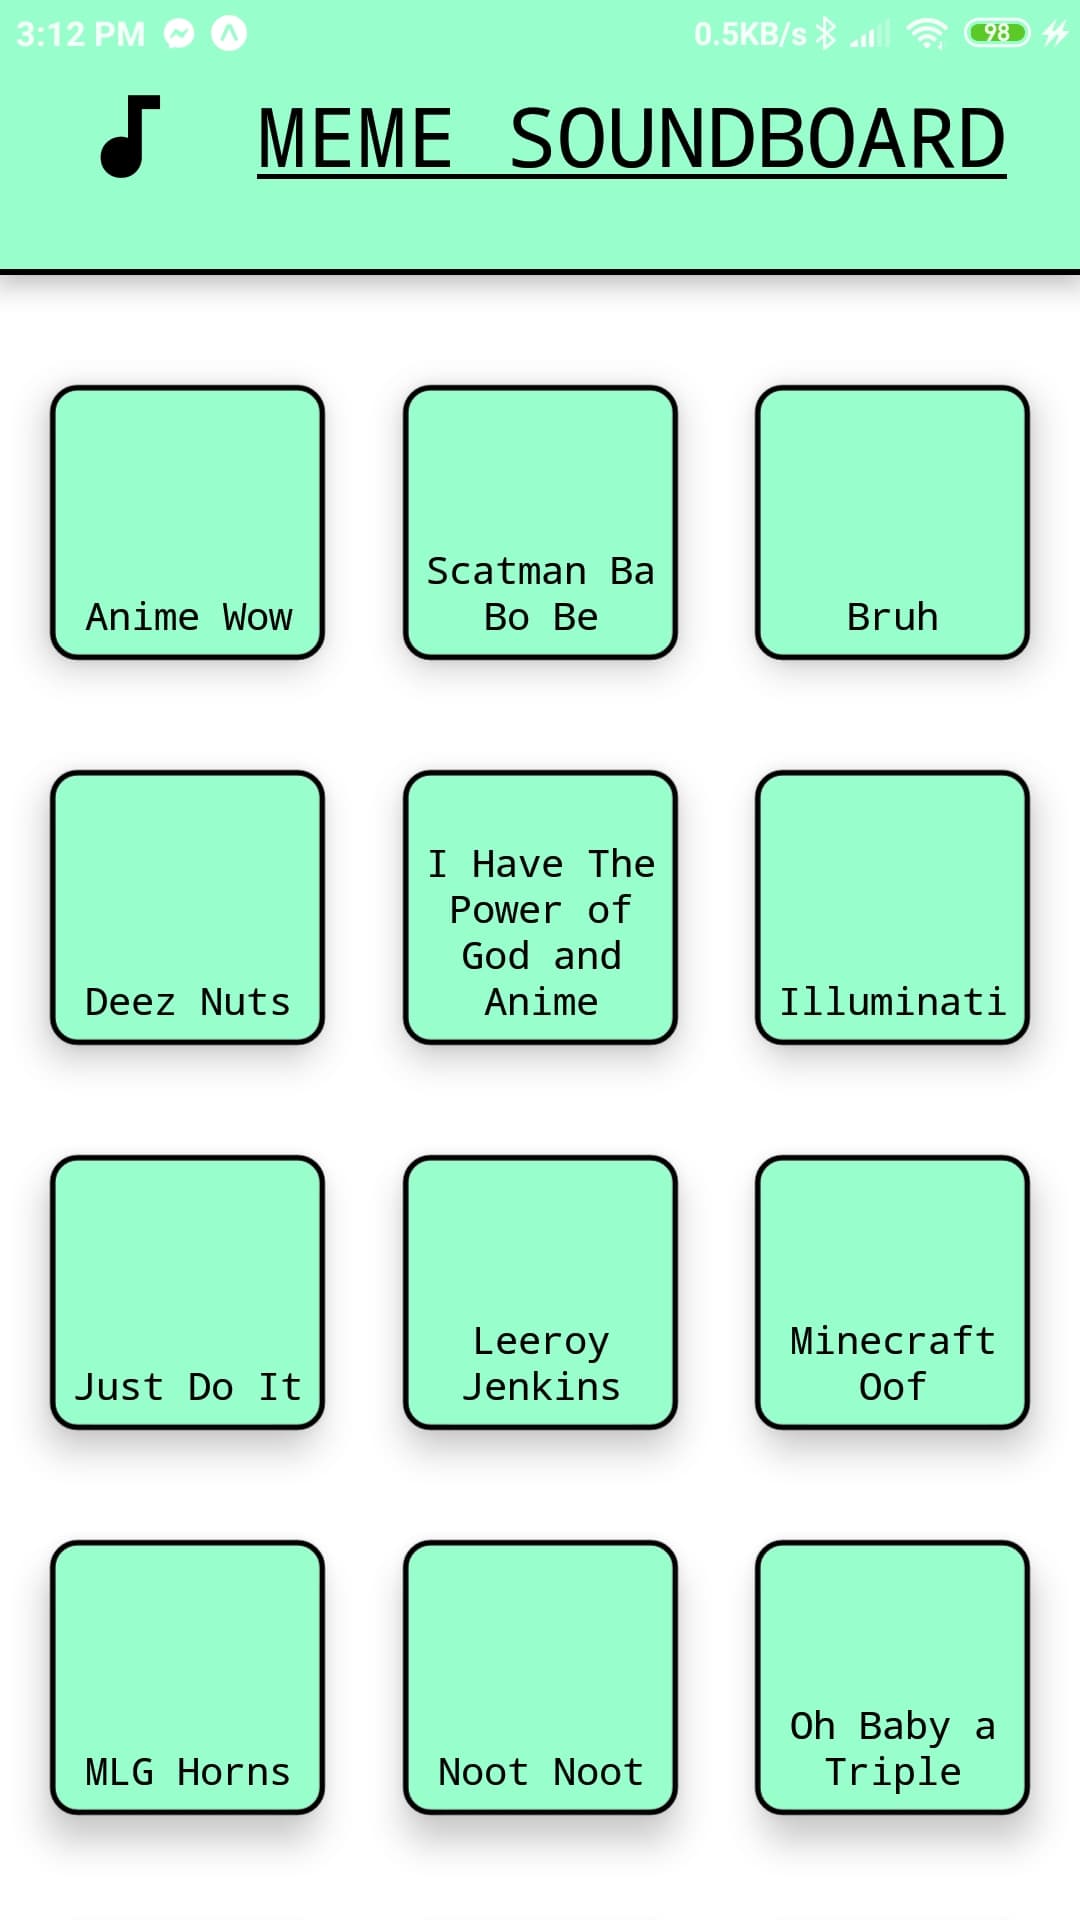 3:12 PM 0.5KB/s 98
MEME SOUNDBOARD
Anime Wow
Scatman Ba
Bo Be
Bruh
Deez Nuts
I Have The
Power of
God and
Anime
Illuminati
Just Do It
Leeroy
Jenkins
Minecraft
Oof
MLG Horns
Noot Noot
Oh Baby a
Triple